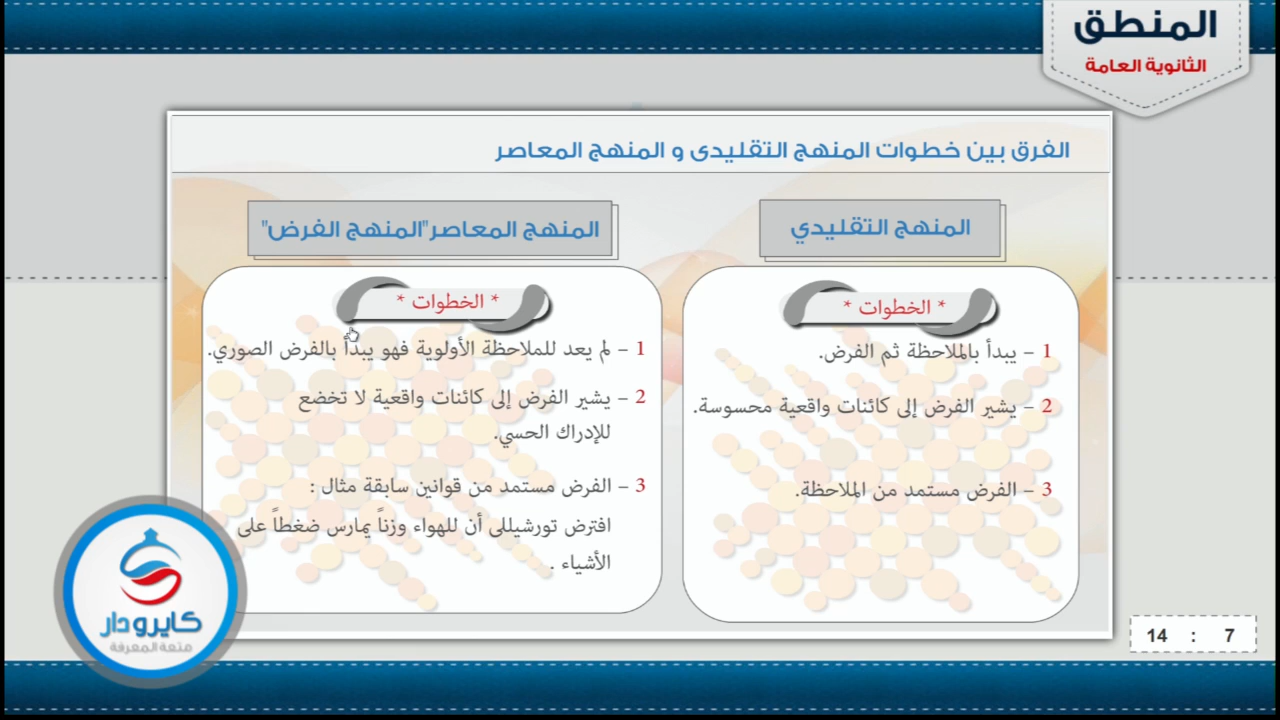 المنطق
الثانوية العامة
الفرق بين خطوات المنهج التقليدى و المنهج المعاصر
المنهج التقليدي
* الخطوات *
1 – يبدأ بالملاحظة ثم الفرض.
2 – يشير الفرض إلى كائنات واقعية محسوسة.
3 – الفرض مستمد من الملاحظة.
المنهج المعاصر"المنهج الفرض"
* الخطوات *
1 – لم يعد للملاحظة الأولوية فهو يبدأ بالفرض الصوري.
2 – يشير الفرض إلى كائنات واقعية لا تخضع
للإدراك الحسي.
3 – الفرض مستمد من قوانين سابقة مثال :
افترض تورشيللى أن للهواء وزناً يمارس ضغطاً على
الأشياء .
كايرودار
متعة المعرفة
14 : 7